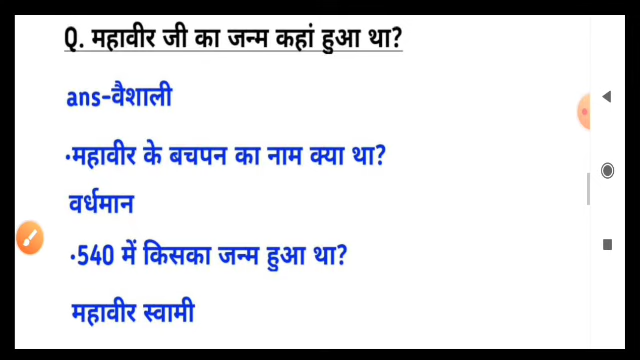 Q. महावीर जी का जन्म कहां हुआ था?
ans-वैशाली
·महावीर के बचपन का नाम क्या था?
वर्धमान
·540 में किसका जन्म हुआ था?
महावीर स्वामी